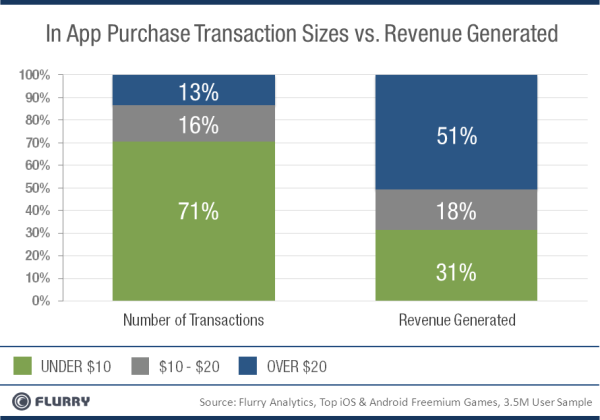 In App Purchase Transaction Sizes vs. Revenue Generated
100%
90%
80%
70%
60%
50%
40%
30%
20%
10%
0%
13%
16%
71%
51%
18%
31%
Number of Transactions
Revenue Generated
UNDER $10
$10 - $20
OVER $20
FLURRY
Source: Flurry Analytics, Top iOS & Android Freemium Games, 3.5M User Sample